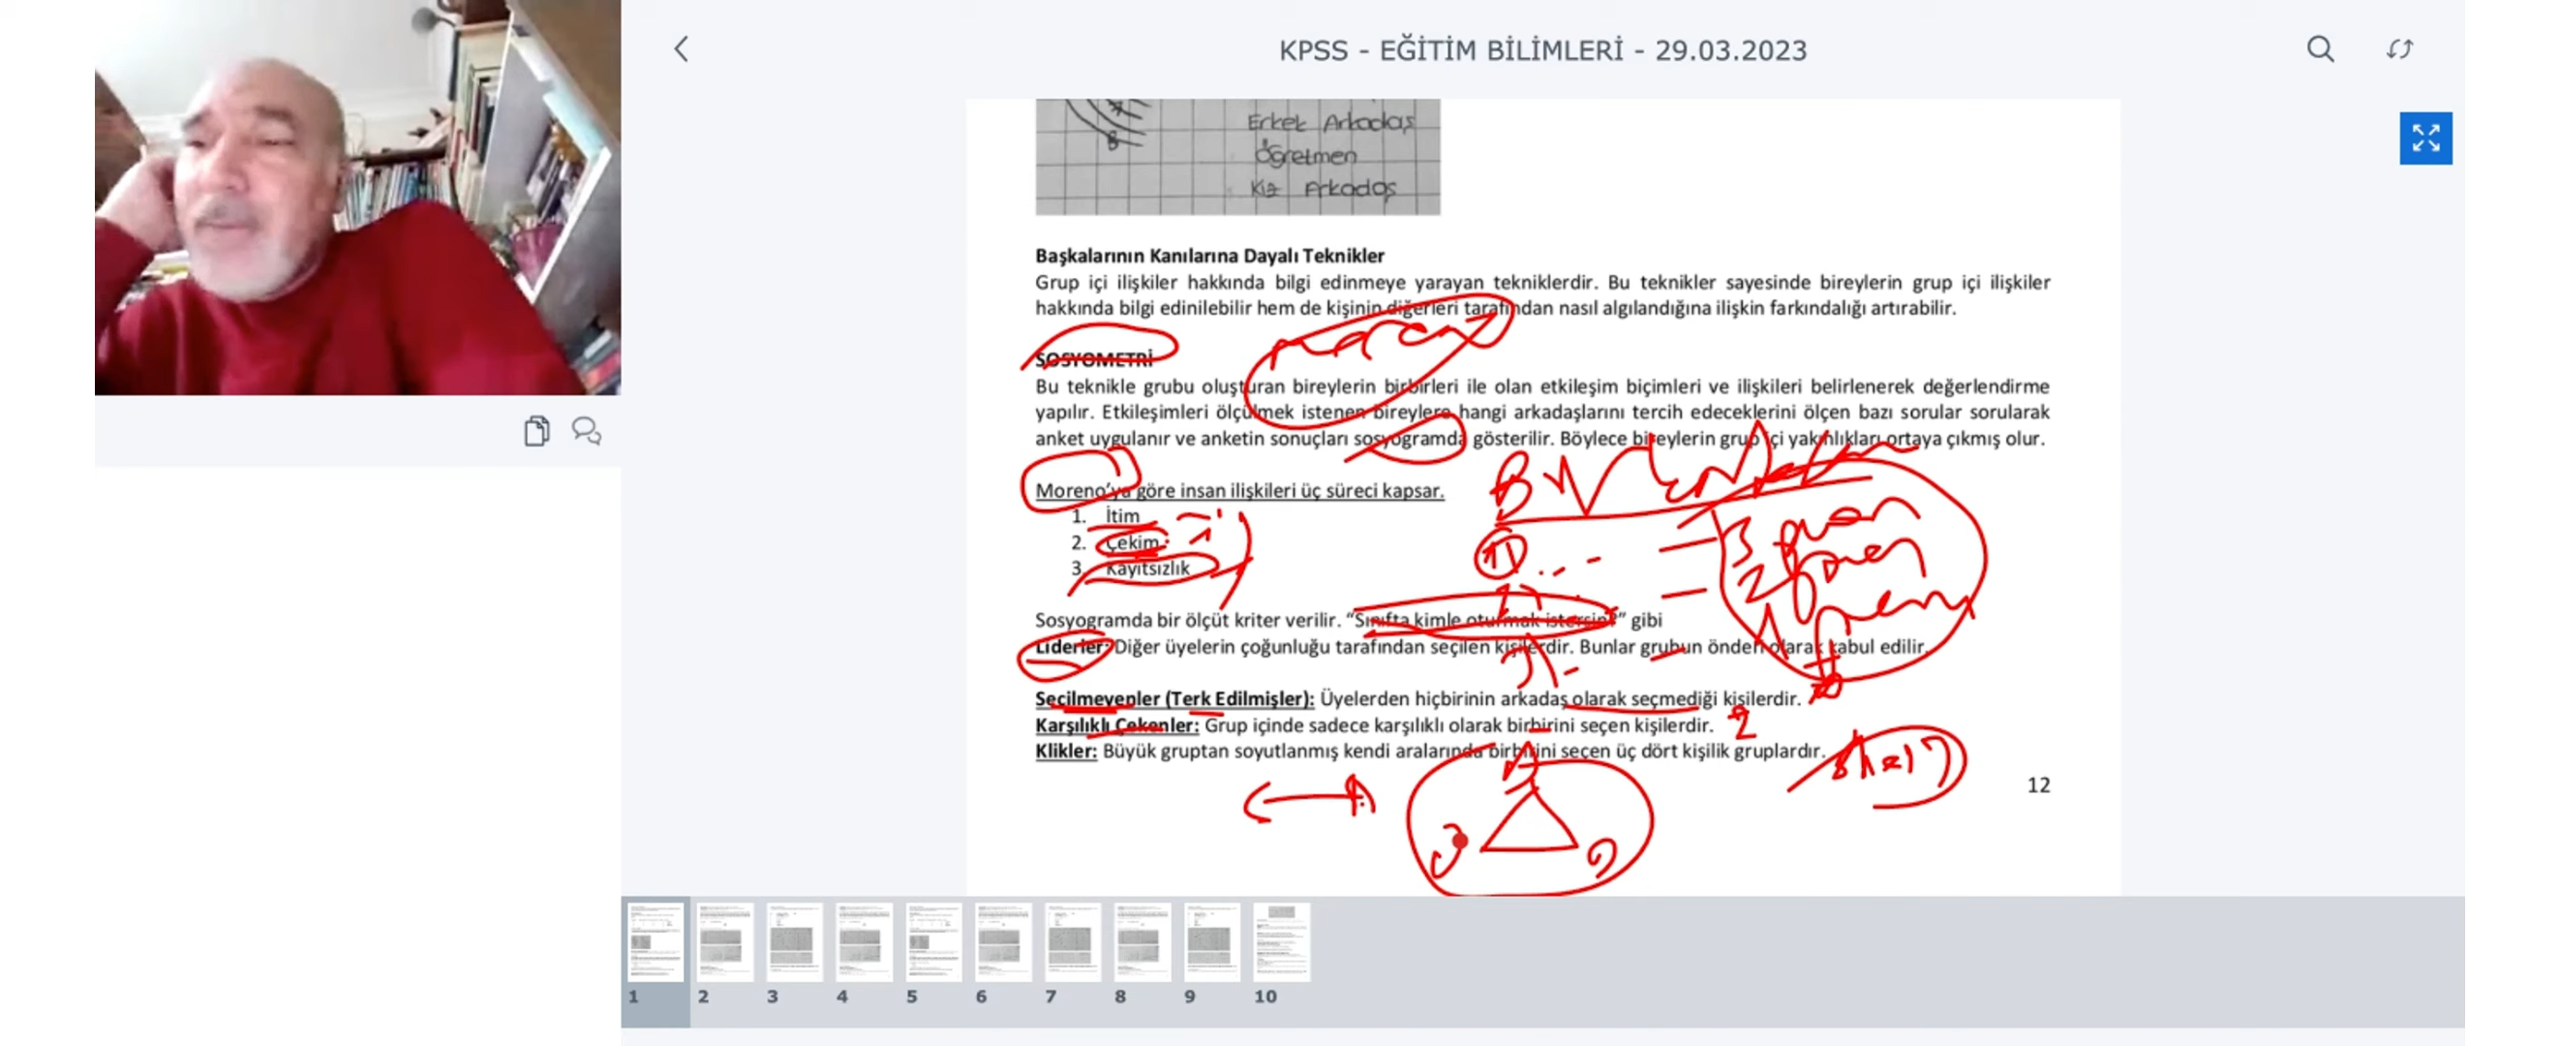 KPSS - EĞİTİM BİLİMLERİ - 29.03.2023
Erkek Arkadaş
Öğretmen
Kız Arkadaş
Başkalarının Kanılarına Dayalı Teknikler
Grup içi ilişkiler hakkında bilgi edinmeye yarayan tekniklerdir. Bu teknikler sayesinde bireylerin grup içi ilişkiler
hakkında bilgi edinilebilir hem de kişinin diğerleri tarafından nasıl algılandığına ilişkin farkındalığı artırabilir.
SOSYOMETRİ
Bu teknikle grubu oluşturan bireylerin birbirleri ile olan etkileşim biçimleri ve ilişkileri belirlenerek değerlendirme
yapılır. Etkileşimleri ölçülmek istenen bireylere hangi arkadaşlarını tercih edeceklerini ölçen bazı sorular sorularak
anket uygulanır ve anketin sonuçları sosyogramda gösterilir. Böylece bireylerin grup içi yakınlıkları ortaya çıkmış olur.
Moreno'ya göre insan ilişkileri üç süreci kapsar.
1. İtim
2. Çekim
3. Kayıtsızlık
3 puan
2 puan
1
Sosyogramda bir ölçüt kriter verilir. "Sınıfta kimle oturmak istersin?" gibi
Liderler: Diğer üyelerin çoğunluğu tarafından seçilen kişilerdir. Bunlar grubun önderi olarak kabul edilir.
Seçilmeyenler (Terk Edilmişler): Üyelerden hiçbirinin arkadaş olarak seçmediği kişilerdir.
Karşılıklı Çekenler: Grup içinde sadece karşılıklı olarak birbirini seçen kişilerdir. 2
Klikler: Büyük gruptan soyutlanmış kendi aralarında birbirini seçen üç dört kişilik gruplardır.
12
1 2 3 4 5 6 7 8 9 10